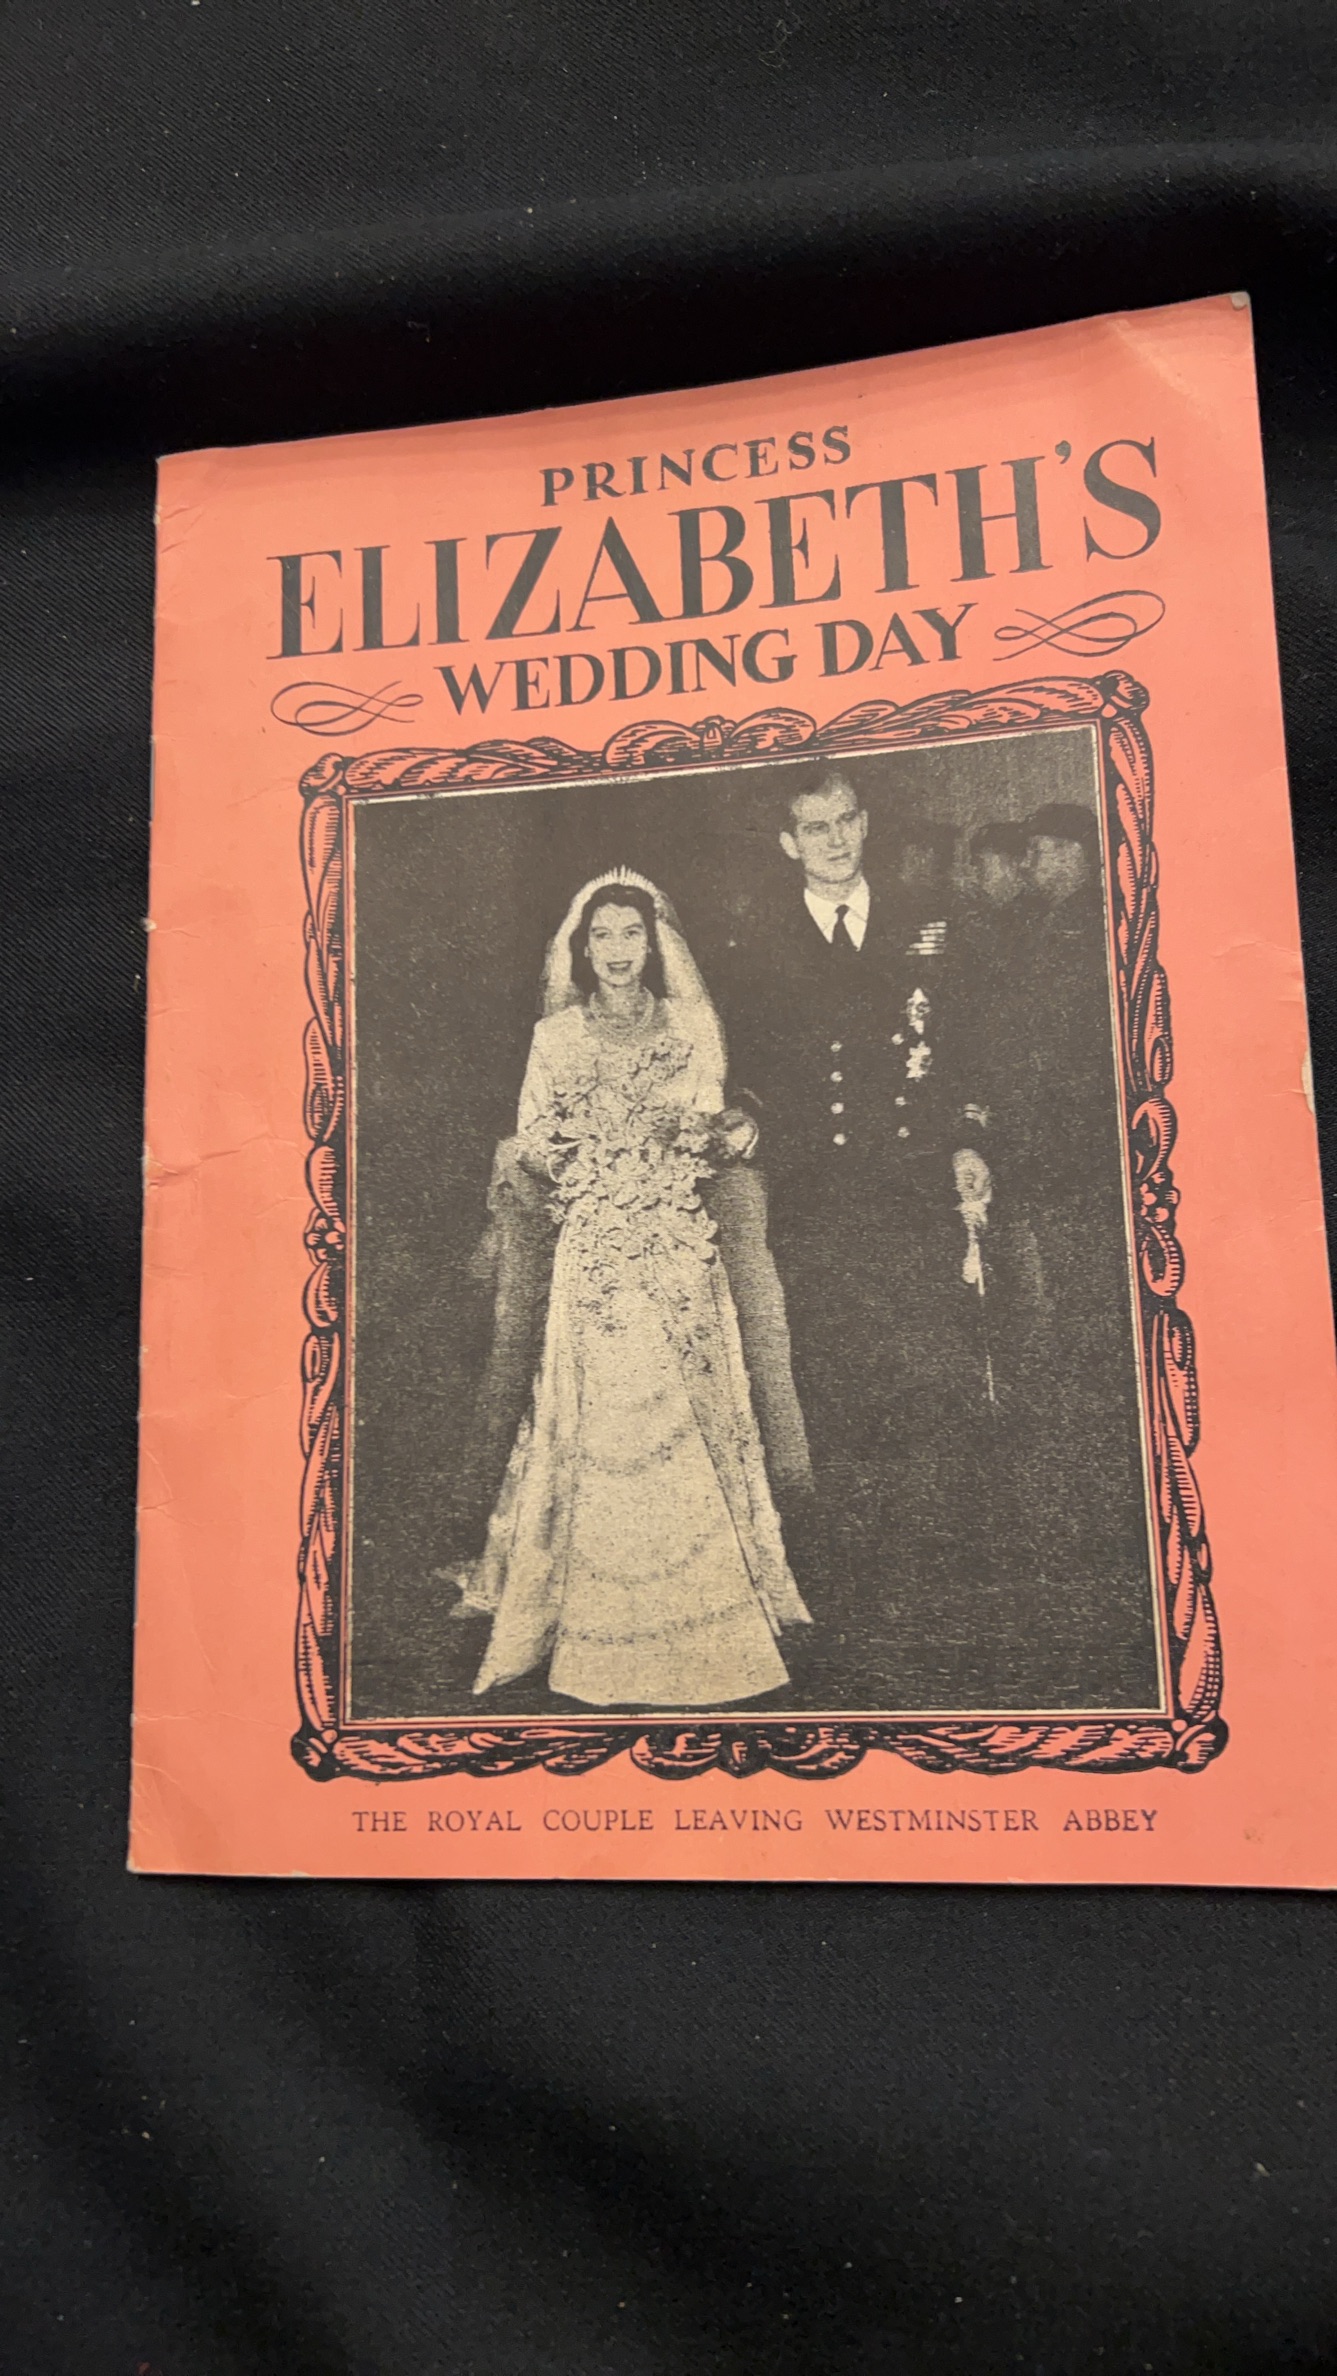 PRINCESS
ELIZABETH'S
WEDDING DAY
THE ROYAL COUPLE LEAVING WESTMINSTER ABBEY